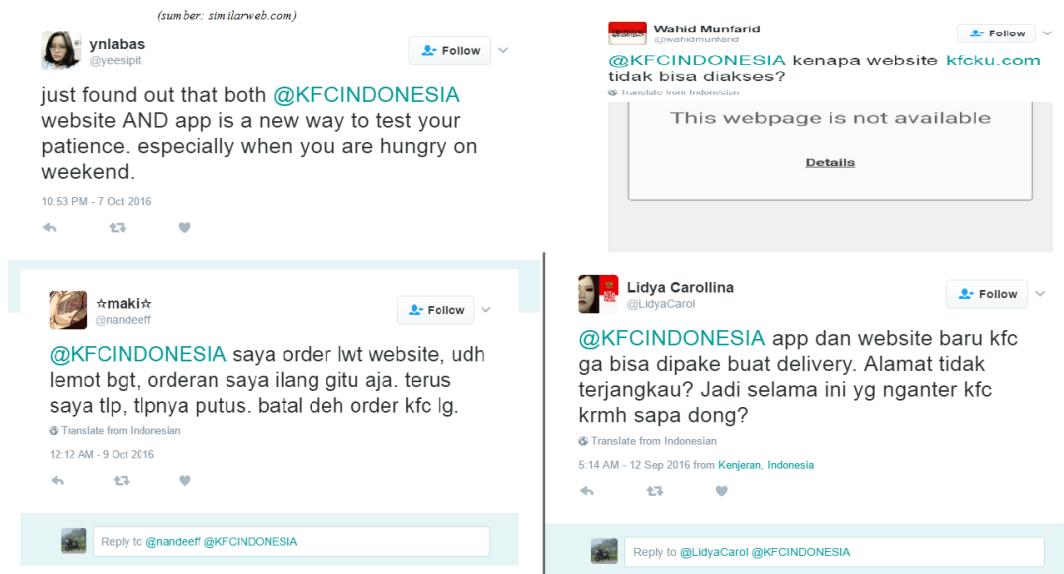 (sumber: similarweb.com)
ynlabas
@yeesipit
Follow
just found out that both @KFCINDONESIA
website AND app is a new way to test your
patience. especially when you are hungry on
weekend.
10:53 PM - 7 Oct 2016
Wahid Munfarid
@wahidmunfarid
Follow
@KFCINDONESIA kenapa website kfcku.com
tidak bisa diakses?
Translate from Indonesian
This webpage is not available
Details
☆maki☆
@nandeeff
Follow
@KFCINDONESIA saya order lwt website, udh
lemot bgt, orderan saya ilang gitu aja. terus
saya tlp, tlpnya putus. batal deh order kfc lg.
Translate from Indonesian
12:12 AM - 9 Oct 2016
Reply to @nandeeff @KFCINDONESIA
Lidya Carollina
@LidyaCarol
Follow
@KFCINDONESIA app dan website baru kfc
ga bisa dipake buat delivery. Alamat tidak
terjangkau? Jadi selama ini yg nganter kfc
krmh sapa dong?
Translate from Indonesian
5:14 AM - 12 Sep 2016 from Kenjeran, Indonesia
Reply to @LidyaCarol @KFCINDONESIA